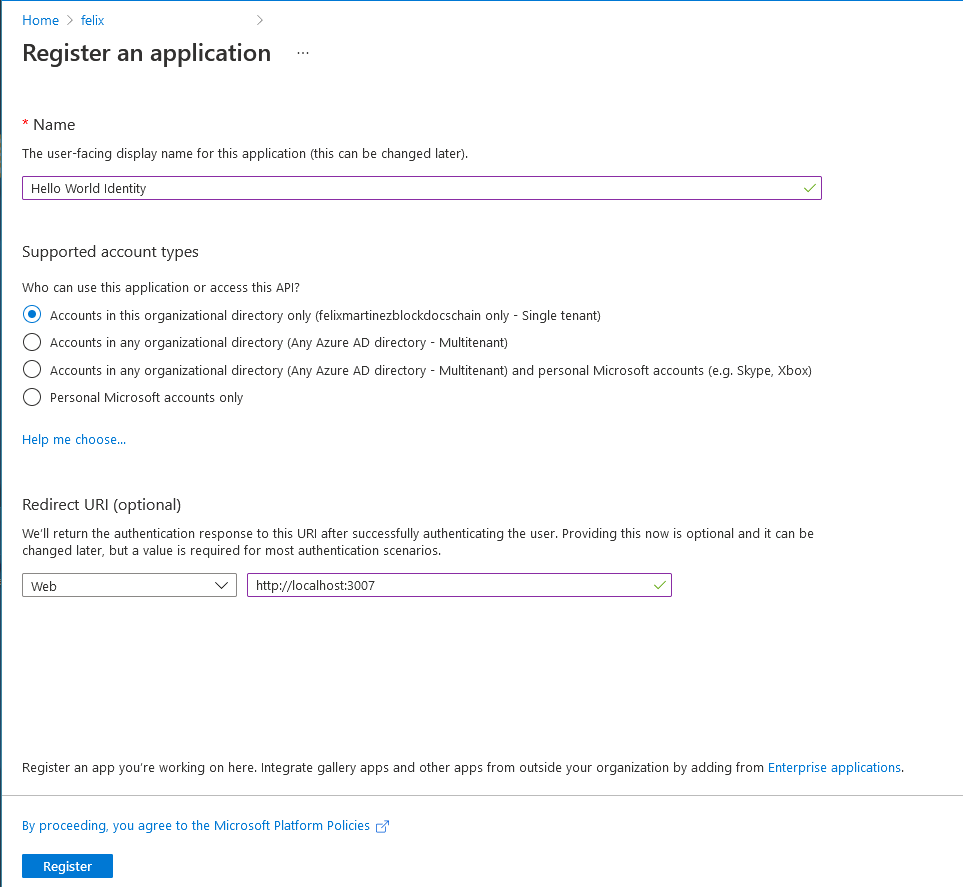 Home > felix >
Register an application ...
* Name
The user-facing display name for this application (this can be changed later).
Hello World Identity
Supported account types
Who can use this application or access this API?
Accounts in this organizational directory only (felixmartinezblockdocschain only - Single tenant)
Accounts in any organizational directory (Any Azure AD directory - Multitenant)
Accounts in any organizational directory (Any Azure AD directory - Multitenant) and personal Microsoft accounts (e.g. Skype, Xbox)
Personal Microsoft accounts only
Help me choose...
Redirect URI (optional)
We'll return the authentication response to this URI after successfully authenticating the user. Providing this now is optional and it can be
changed later, but a value is required for most authentication scenarios.
Web http://localhost:3007
Register an app you're working on here. Integrate gallery apps and other apps from outside your organization by adding from Enterprise applications.
By proceeding, you agree to the Microsoft Platform Policies
Register